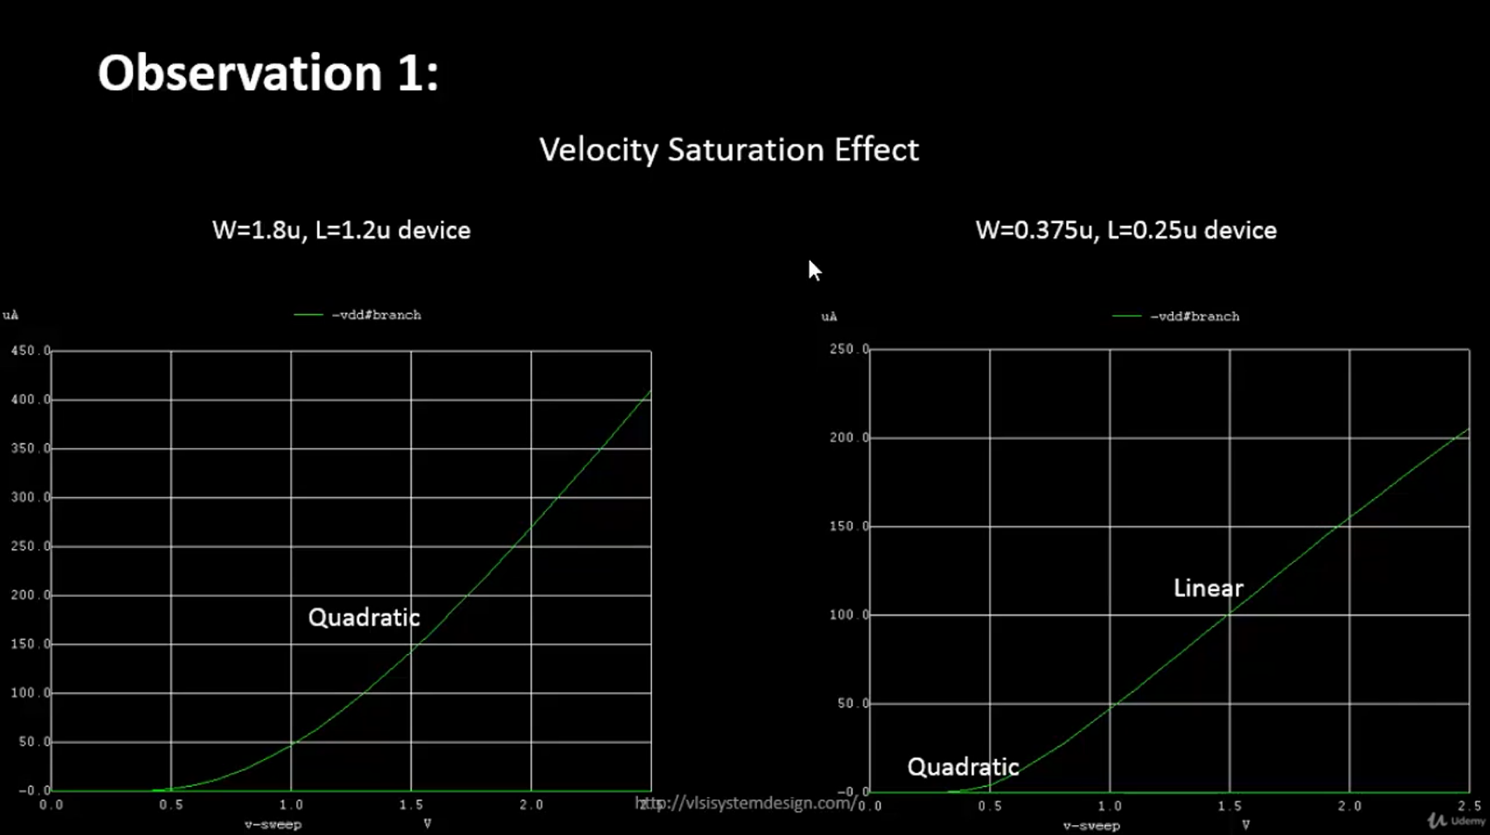 Observation 1:
Velocity Saturation Effect
W=1.8u, L=1.2u device
W=0.375u, L=0.25u device
uA
-vdd#branch
450.0
400.0
350.0
300.0
250.0
200.0
150.0
100.0
50.0
-0.0
Quadratic
0.0 0.5 1.0 1.5 2.0
v-sweep V
uA
-vdd#branch
250.0
200.0
150.0
100.0
50.0
-0.0
Linear
Quadratic
0.0 0.5 1.0 1.5 2.0 2.5
v-sweep V
http://vlsisystemdesign.com/
Udemy